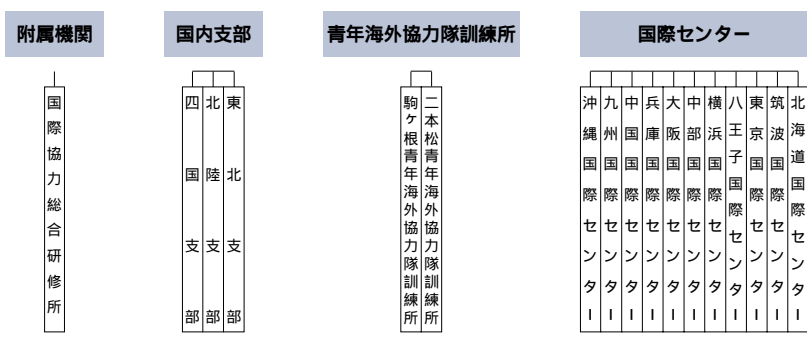 附属機関
国際協力総合研修所
国内支部
東北支部
北陸支部
四国支部
青年海外協力隊訓練所
二本松青年海外協力隊訓練所
駒ヶ根青年海外協力隊訓練所
国際センター
北海道国際センター
筑波国際センター
東京国際センター
八王子国際センター
横浜国際センター
中部国際センター
大阪国際センター
兵庫国際センター
中国国際センター
九州国際センター
沖縄国際センター